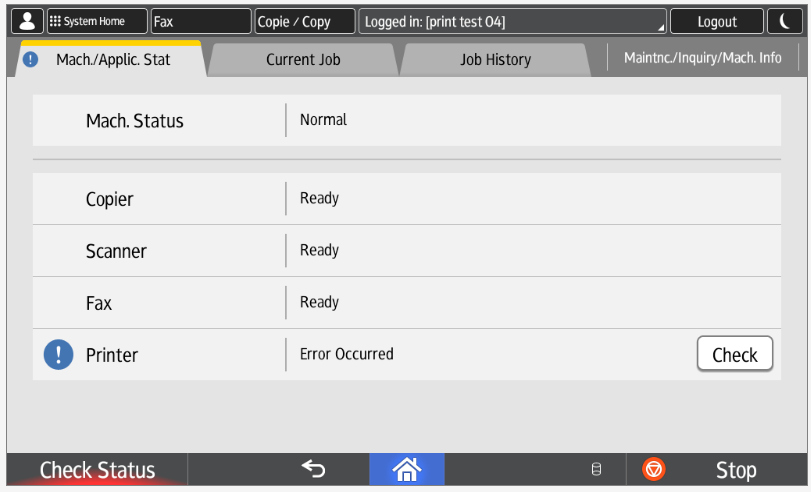 System Home Fax Copie / Copy Logged in: [print test 04] Logout
Mach./Applic. Stat Current Job Job History Maintnc./Inquiry/Mach. Info
Mach. Status Normal
Copier Ready
Scanner Ready
Fax Ready
! Printer Error Occurred Check
Check Status Stop